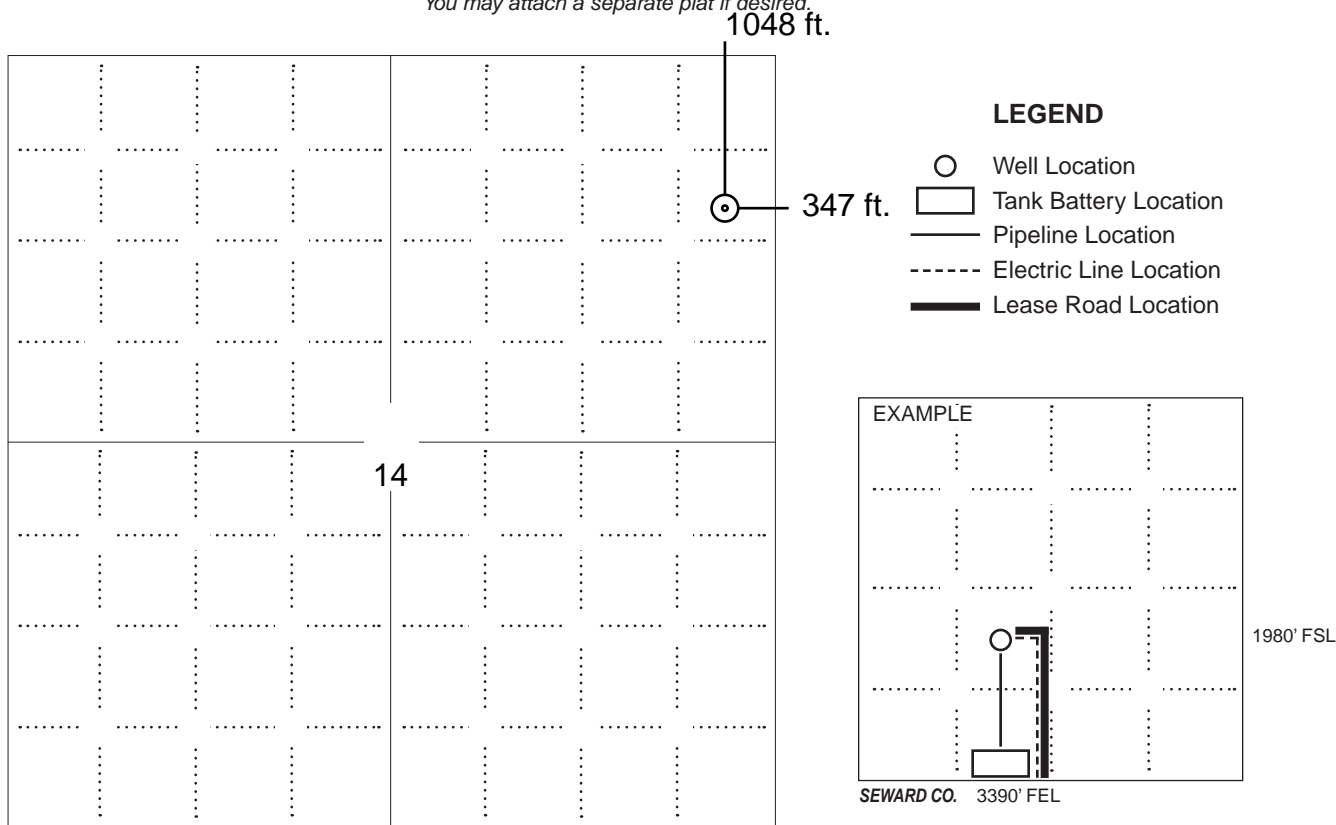 You may attach a separate plat if desired.
1048 ft.
347 ft.
14
LEGEND
Well Location
Tank Battery Location
Pipeline Location
Electric Line Location
Lease Road Location
EXAMPLE
1980' FSL
SEWARD CO. 3390' FEL